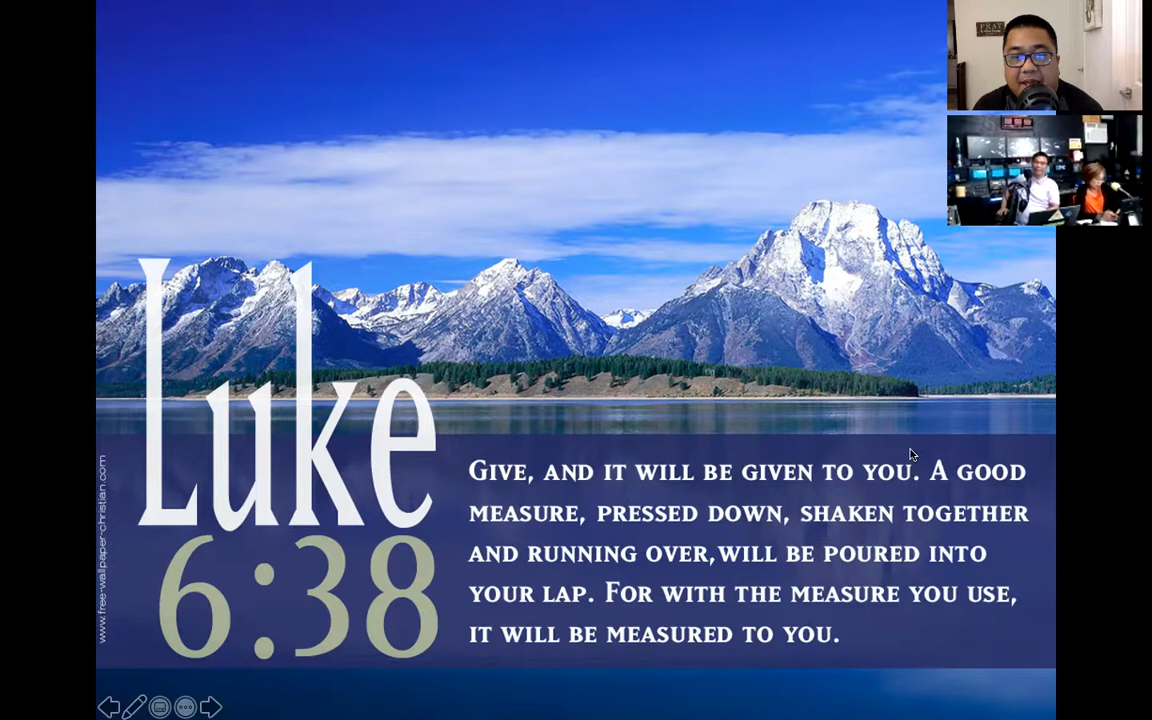 PRAY
Luke
6:38
Give, and it will be given to you. A good
measure, pressed down, shaken together
and running over,will be poured into
your lap. For with the measure you use,
it will be measured to you.
www.free-wallpaper-christian.com